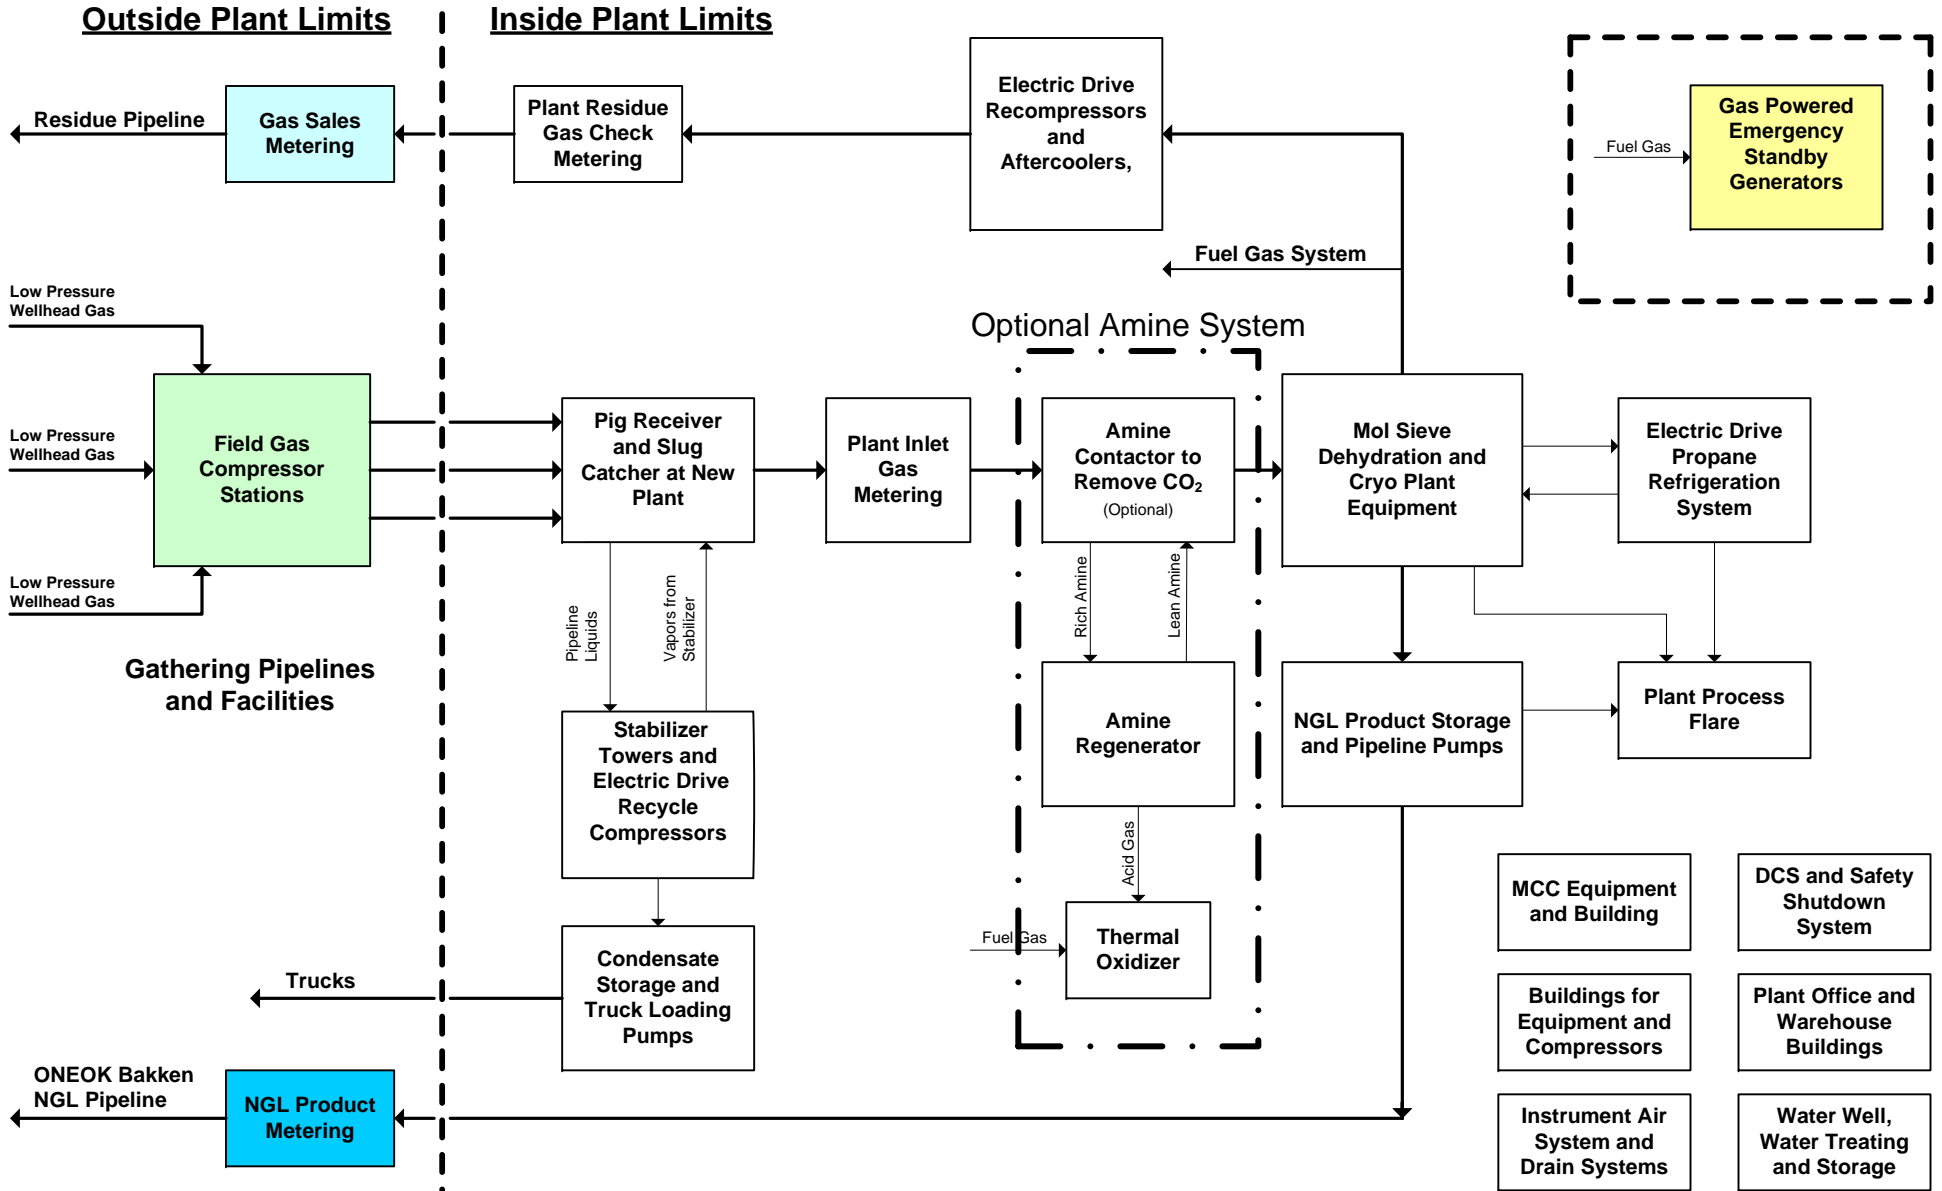 Outside Plant Limits
Inside Plant Limits
Residue Pipeline
Gas Sales
Metering
Plant Residue
Gas Check
Metering
Electric Drive
Recompressors
and
Aftercoolers,
Fuel Gas
Gas Powered
Emergency
Standby
Generators
Fuel Gas System
Low Pressure
Wellhead Gas
Low Pressure
Wellhead Gas
Low Pressure
Wellhead Gas
Field Gas
Compressor
Stations
Gathering Pipelines
and Facilities
Pig Receiver
and Slug
Catcher at New
Plant
Plant Inlet
Gas
Metering
Optional Amine System
Amine
Contactor to
Remove CO₂
(Optional)
Mol Sieve
Dehydration and
Cryo Plant
Equipment
Electric Drive
Propane
Refrigeration
System
Pipeline
Liquids
Vapors from
Stabilizer
Rich Amine
Lean Amine
Stabilizer
Towers and
Electric Drive
Recycle
Compressors
Amine
Regenerator
NGL Product Storage
and Pipeline Pumps
Plant Process
Flare
Acid Gas
Fuel Gas
Thermal
Oxidizer
Condensate
Storage and
Truck Loading
Pumps
Trucks
ONEOK Bakken
NGL Pipeline
NGL Product
Metering
MCC Equipment
and Building
DCS and Safety
Shutdown
System
Buildings for
Equipment and
Compressors
Plant Office and
Warehouse
Buildings
Instrument Air
System and
Drain Systems
Water Well,
Water Treating
and Storage